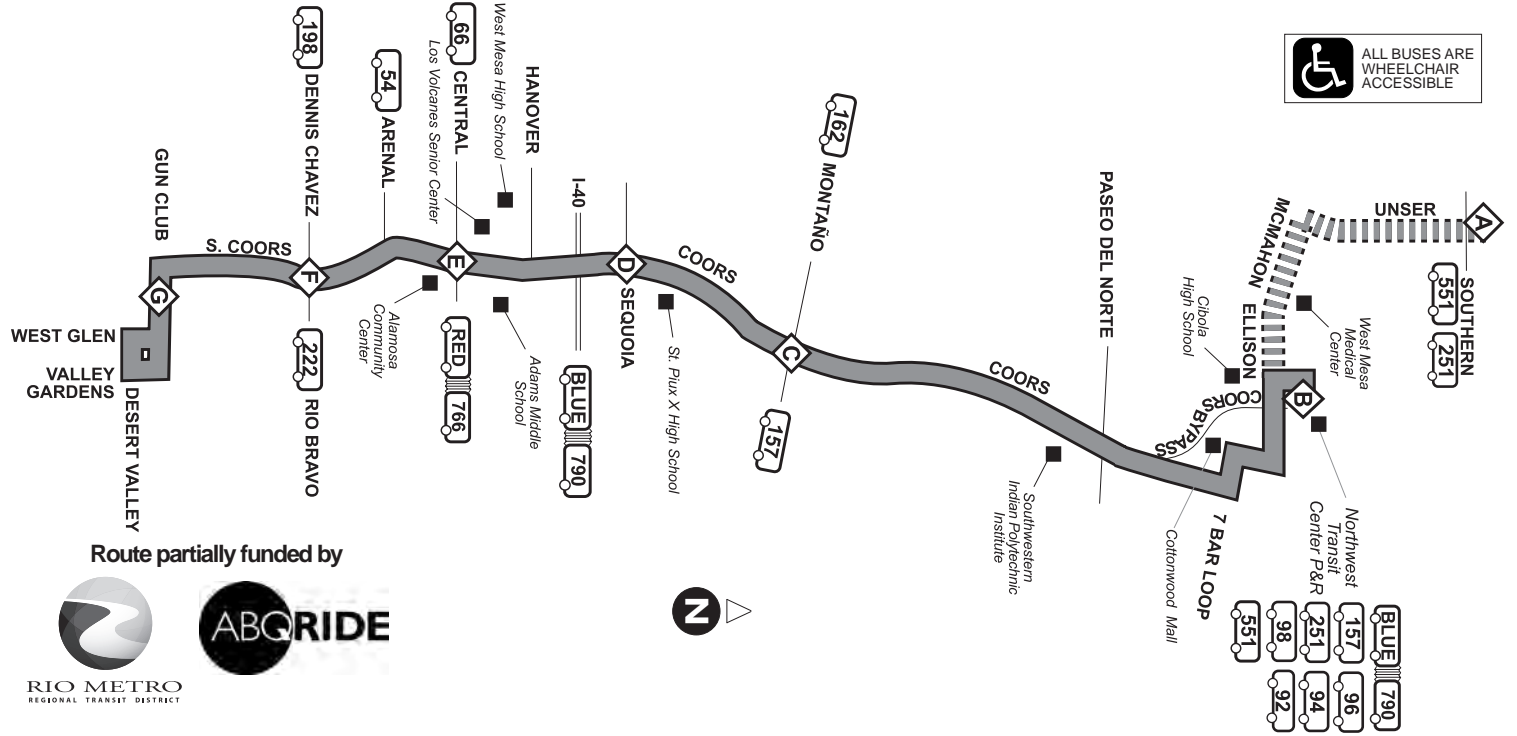 ALL BUSES ARE
WHEELCHAIR
ACCESSIBLE
198
DENNIS CHAVEZ
54
ARENAL
66
CENTRAL
Los Volcanes Senior Center
West Mesa High School
HANOVER
I-40
162
MONTAÑO
PASEO DEL NORTE
GUN CLUB
S. COORS
COORS
COORS
UNSER
MCMAHON
ELLISON
COORS BYPASS
A
B
C
D
E
F
G
SOUTHERN
551
251
West Mesa
Medical
Center
Cibola
High School
WEST GLEN
VALLEY
GARDENS
DESERT VALLEY
222
RIO BRAVO
Alamosa
Community
Center
RED
766
Adams Middle
School
BLUE
790
SEQUOIA
St. Piux X High School
157
Southwestern
Indian Polytechnic
Institute
Cottonwood Mall
7 BAR LOOP
Northwest
Transit
Center P&R
BLUE
790
157
96
251
94
98
92
551
N
Route partially funded by
RIO METRO
REGIONAL TRANSIT DISTRICT
ABQRIDE